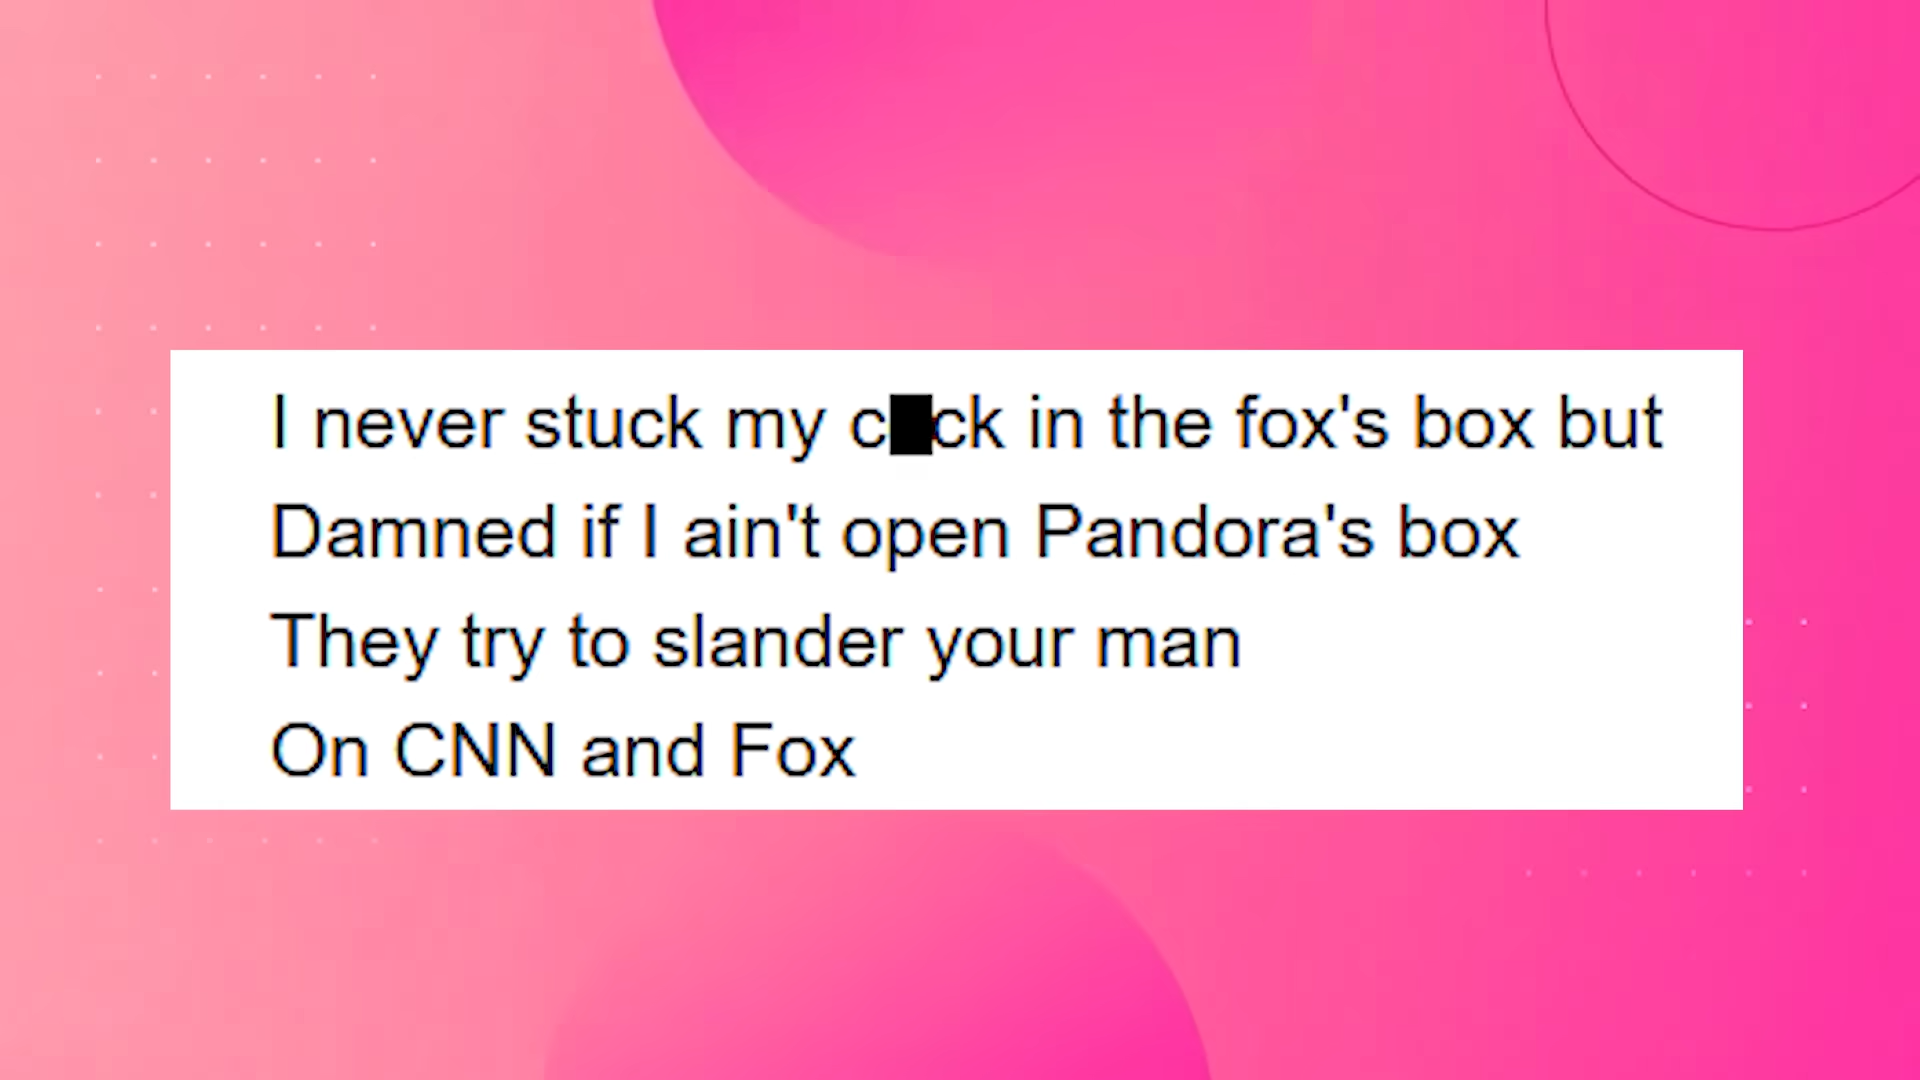 I never stuck my c█ck in the fox's box but
Damned if I ain't open Pandora's box
They try to slander your man
On CNN and Fox